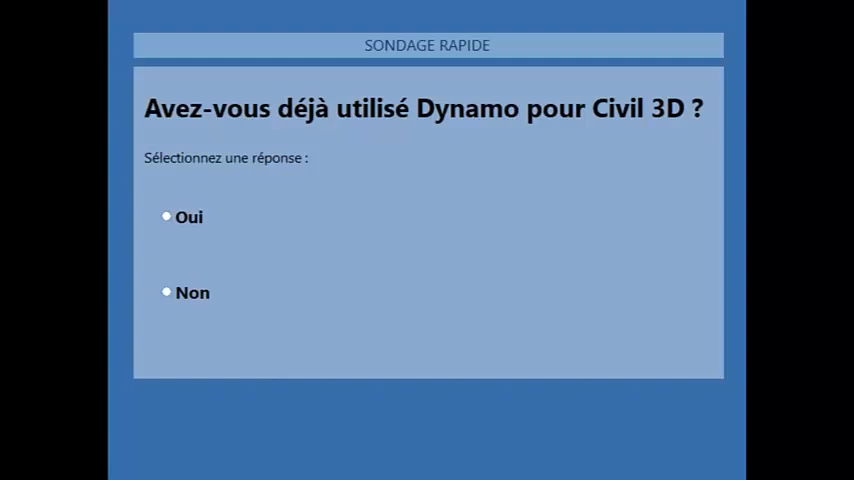 SONDAGE RAPIDE
Avez-vous déjà utilisé Dynamo pour Civil 3D ?
Sélectionnez une réponse :
Oui
Non